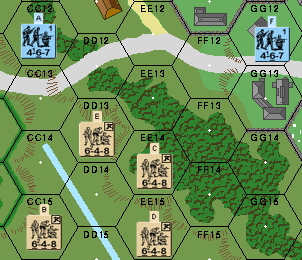 CC12
EE12
GG12
A
4-6-7
DD12
FF12
F
4-6-7
CC13
EE13
GG13
DD13
E
6-4-8
FF13
CC14
EE14
C
6-4-8
GG14
DD14
FF14
CC15
B
6-4-8
EE15
D
6-4-8
GG15
DD15
FF15